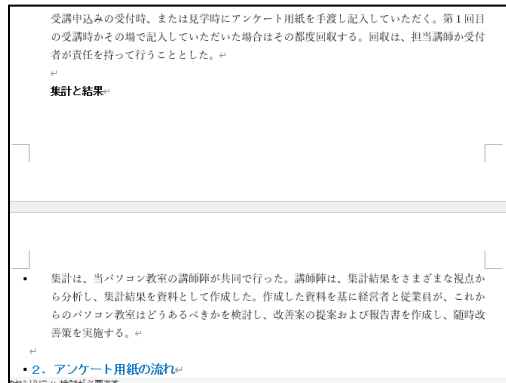 受講申込みの受付時、または見学時にアンケート用紙を手渡し記入していただく。第１回目
の受講時かその場で記入していただいた場合はその都度回収する。回収は、担当講師か受付
者が責任を持って行うこととした。
集計と結果
集計は、当パソコン教室の講師陣が共同で行った。講師陣は、集計結果をさまざまな視点か
ら分析し、集計結果を資料として作成した。作成した資料を基に経営者と従業員が、これか
らのパソコン教室はどうあるべきかを検討し、改善案の提案および報告書を作成し、随時改
善策を実施する。
２．アンケート用紙の流れ